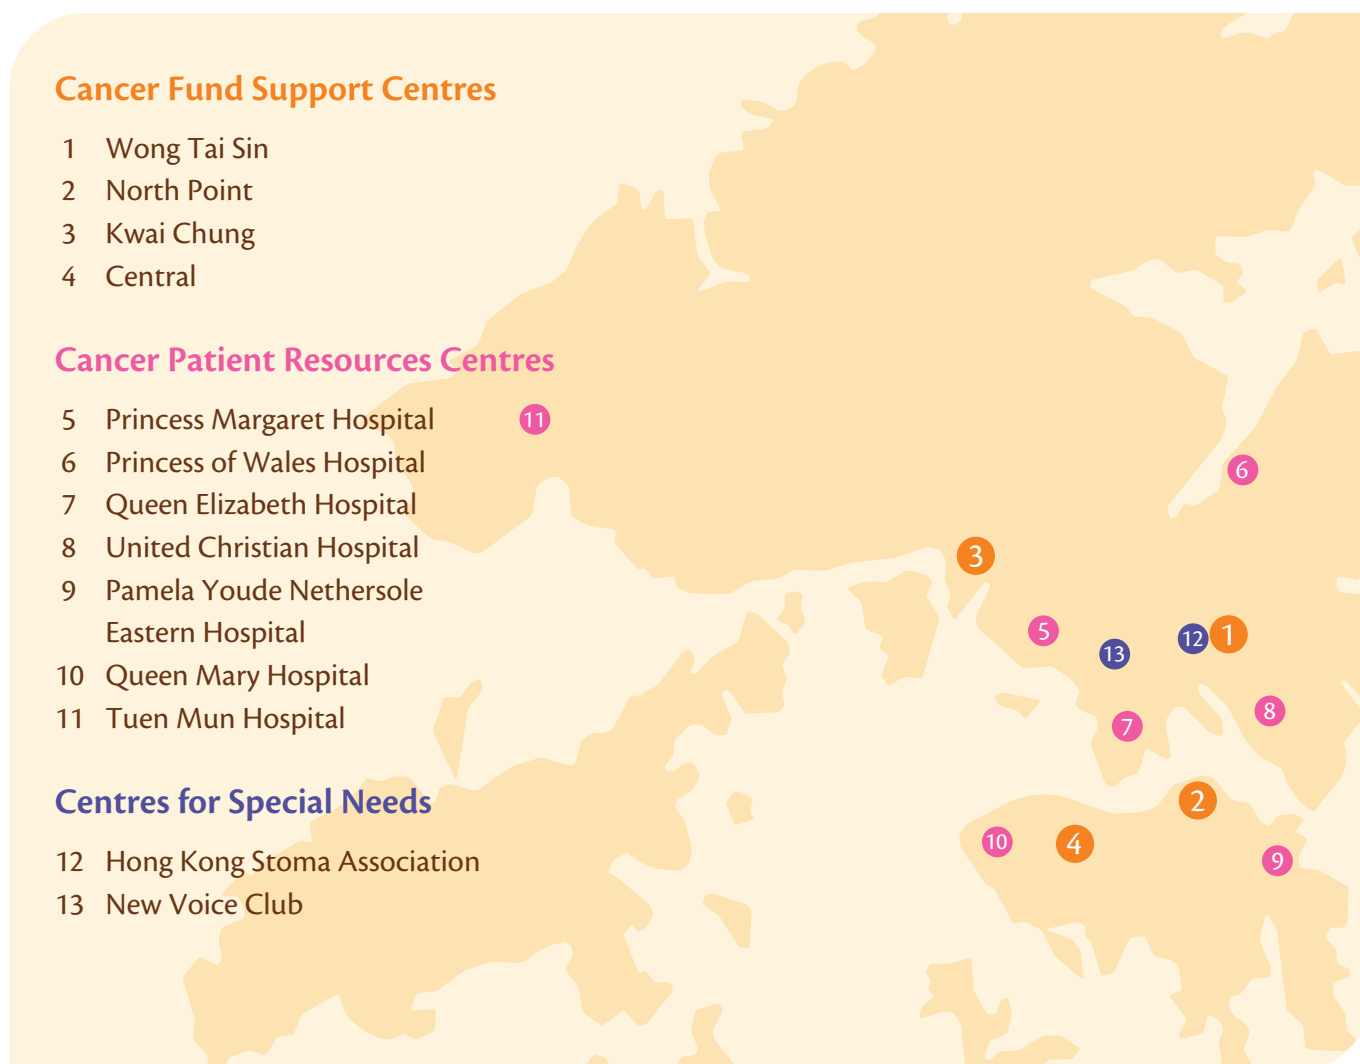 Cancer Fund Support Centres
1 Wong Tai Sin
2 North Point
3 Kwai Chung
4 Central
Cancer Patient Resources Centres
5 Princess Margaret Hospital
6 Princess of Wales Hospital
7 Queen Elizabeth Hospital
8 United Christian Hospital
9 Pamela Youde Nethersole
Eastern Hospital
10 Queen Mary Hospital
11 Tuen Mun Hospital
Centres for Special Needs
12 Hong Kong Stoma Association
13 New Voice Club
11
6
3
5
12
1
13
8
7
2
10
4
9